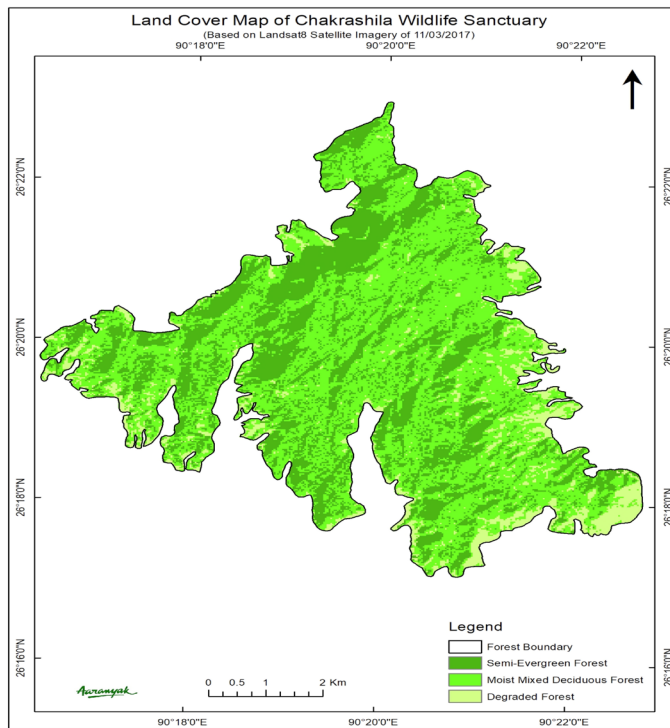 Land Cover Map of Chakrashila Wildlife Sanctuary
(Based on Landsat8 Satellite Imagery of 11/03/2017)
90°18'0"E 90°20'0"E 90°22'0"E
26°22'0"N 26°22'0"N
26°20'0"N 26°20'0"N
26°18'0"N 26°18'0"N
26°16'0"N 26°16'0"N
Legend
Forest Boundary
Semi-Evergreen Forest
Moist Mixed Deciduous Forest
Degraded Forest
Aaranyak
0 0.5 1 2 Km
90°18'0"E 90°20'0"E 90°22'0"E